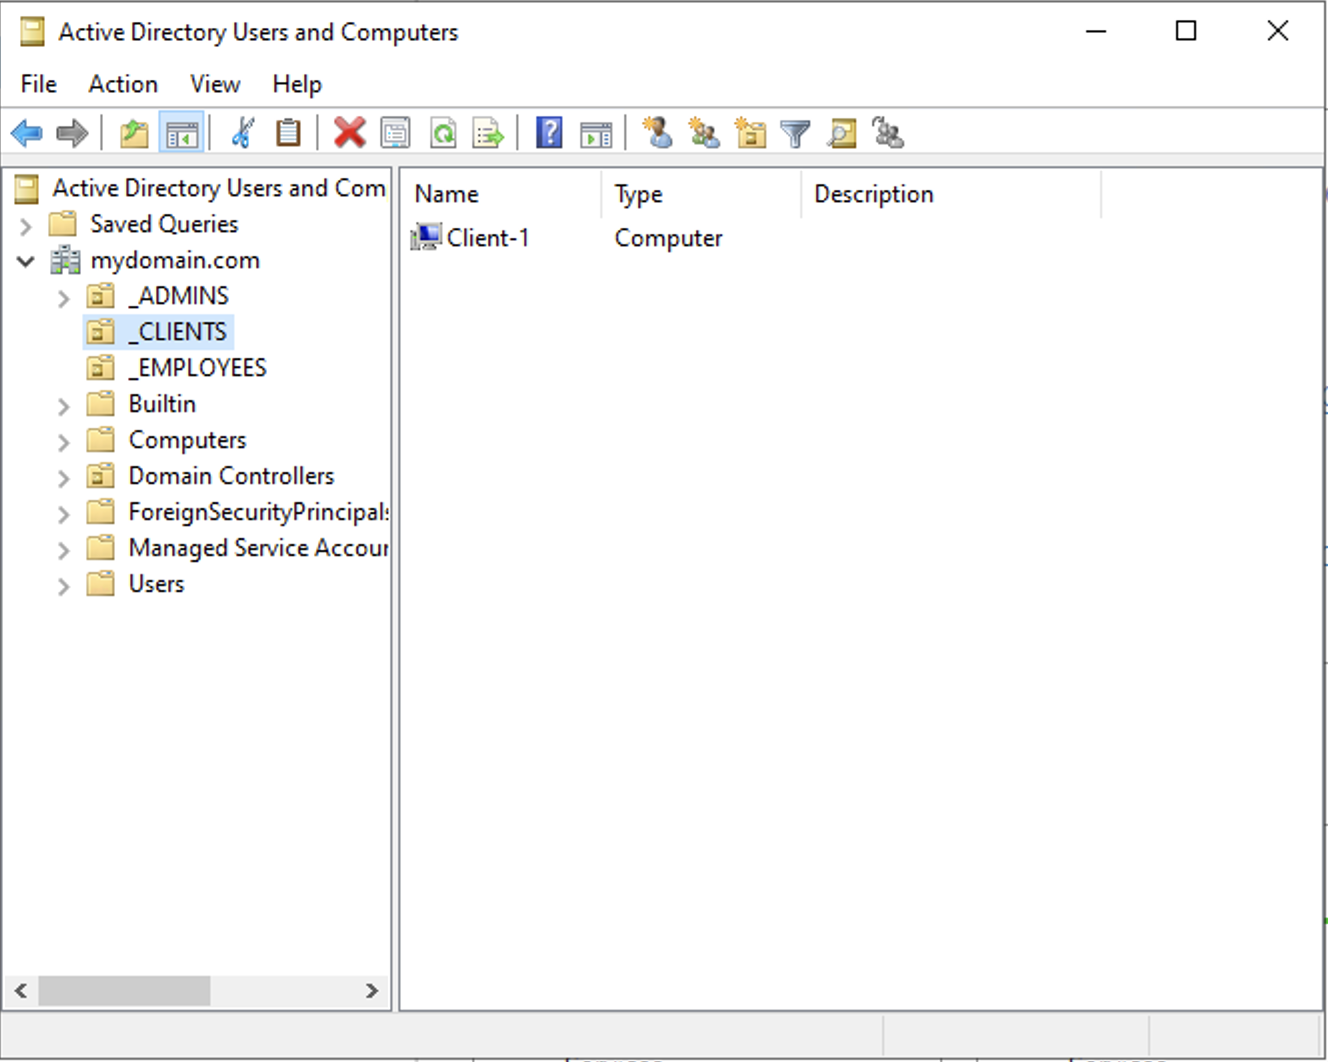 Active Directory Users and Computers
File Action View Help
Active Directory Users and Com
Saved Queries
mydomain.com
_ADMINS
_CLIENTS
_EMPLOYEES
Builtin
Computers
Domain Controllers
ForeignSecurityPrincipals
Managed Service Accour
Users
Name Type Description
Client-1 Computer